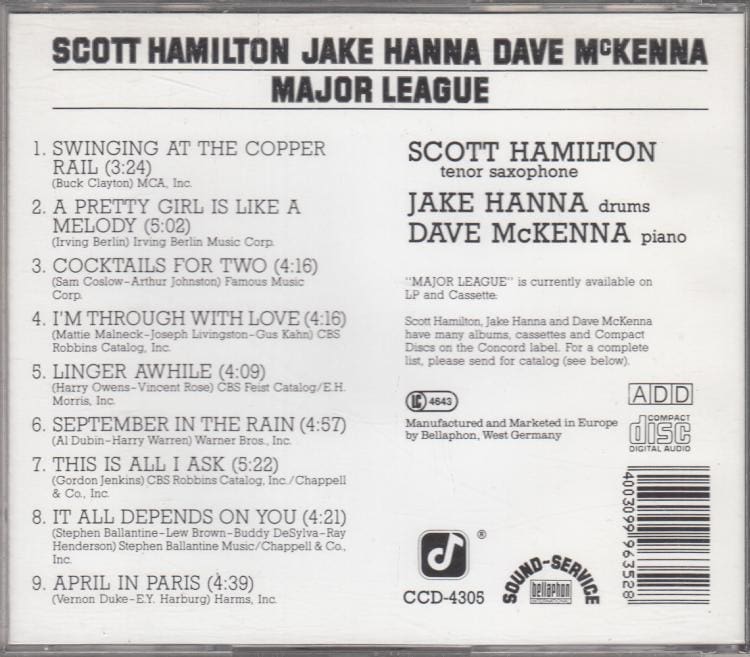 SCOTT HAMILTON JAKE HANNA DAVE McKENNA
MAJOR LEAGUE
1. SWINGING AT THE COPPER
RAIL (3:24)
(Buck Clayton) MCA, Inc.
2. A PRETTY GIRL IS LIKE A
MELODY (5:02)
(Irving Berlin) Irving Berlin Music Corp.
3. COCKTAILS FOR TWO (4:16)
(Sam Coslow–Arthur Johnston) Famous Music
Corp.
4. I'M THROUGH WITH LOVE (4:16)
(Mattie Malneck–Joseph Livingston–Gus Kahn) CBS
Robbins Catalog, Inc.
5. LINGER AWHILE (4:09)
(Harry Owens–Vincent Rose) CBS Feist Catalog/E.H.
Morris, Inc.
6. SEPTEMBER IN THE RAIN (4:57)
(Al Dubin–Harry Warren) Warner Bros., Inc.
7. THIS IS ALL I ASK (5:22)
(Gordon Jenkins) CBS Robbins Catalog, Inc./Chappell
& Co., Inc.
8. IT ALL DEPENDS ON YOU (4:21)
(Stephen Ballantine–Lew Brown–Buddy DeSylva–Ray
Henderson) Stephen Ballantine Music/Chappell & Co.,
Inc.
9. APRIL IN PARIS (4:39)
(Vernon Duke–E.Y. Harburg) Harms, Inc.
SCOTT HAMILTON
tenor saxophone
JAKE HANNA drums
DAVE McKENNA piano
"MAJOR LEAGUE" is currently available on
LP and Cassette.
Scott Hamilton, Jake Hanna and Dave McKenna
have many albums, cassettes and Compact
Discs on the Concord label. For a complete
list, please send for catalog (see below).
LC 4643
Manufactured and Marketed in Europe
by Bellaphon, West Germany
ADD
COMPACT
disc
DIGITAL AUDIO
4003099963528
®
CCD-4305
SOUND-SERVICE
bellaphon
INTERNATIONAL